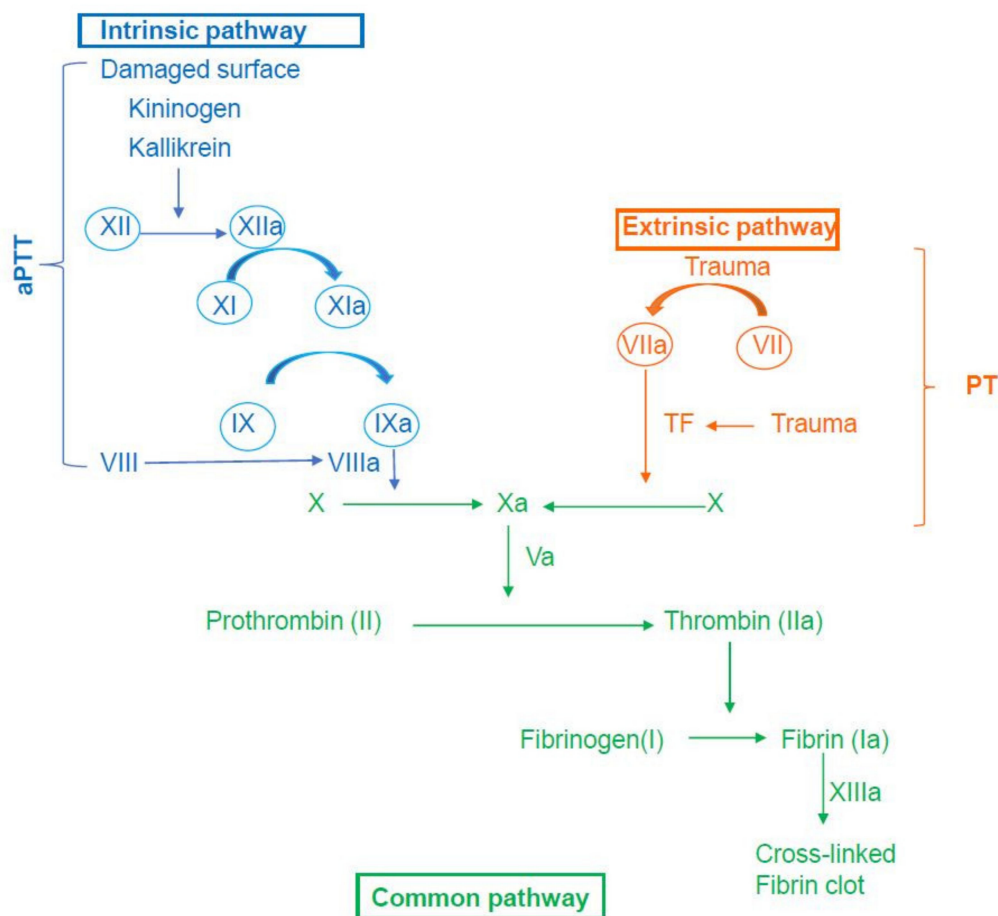 Intrinsic pathway
Damaged surface
Kininogen
Kallikrein
aPTT
XII
XIIa
XI
XIa
IX
IXa
VIII
VIIIa
Extrinsic pathway
Trauma
VIIa
VII
TF
Trauma
PT
X
Xa
X
Va
Prothrombin (II)
Thrombin (IIa)
Fibrinogen(I)
Fibrin (Ia)
XIIIa
Cross-linked
Fibrin clot
Common pathway